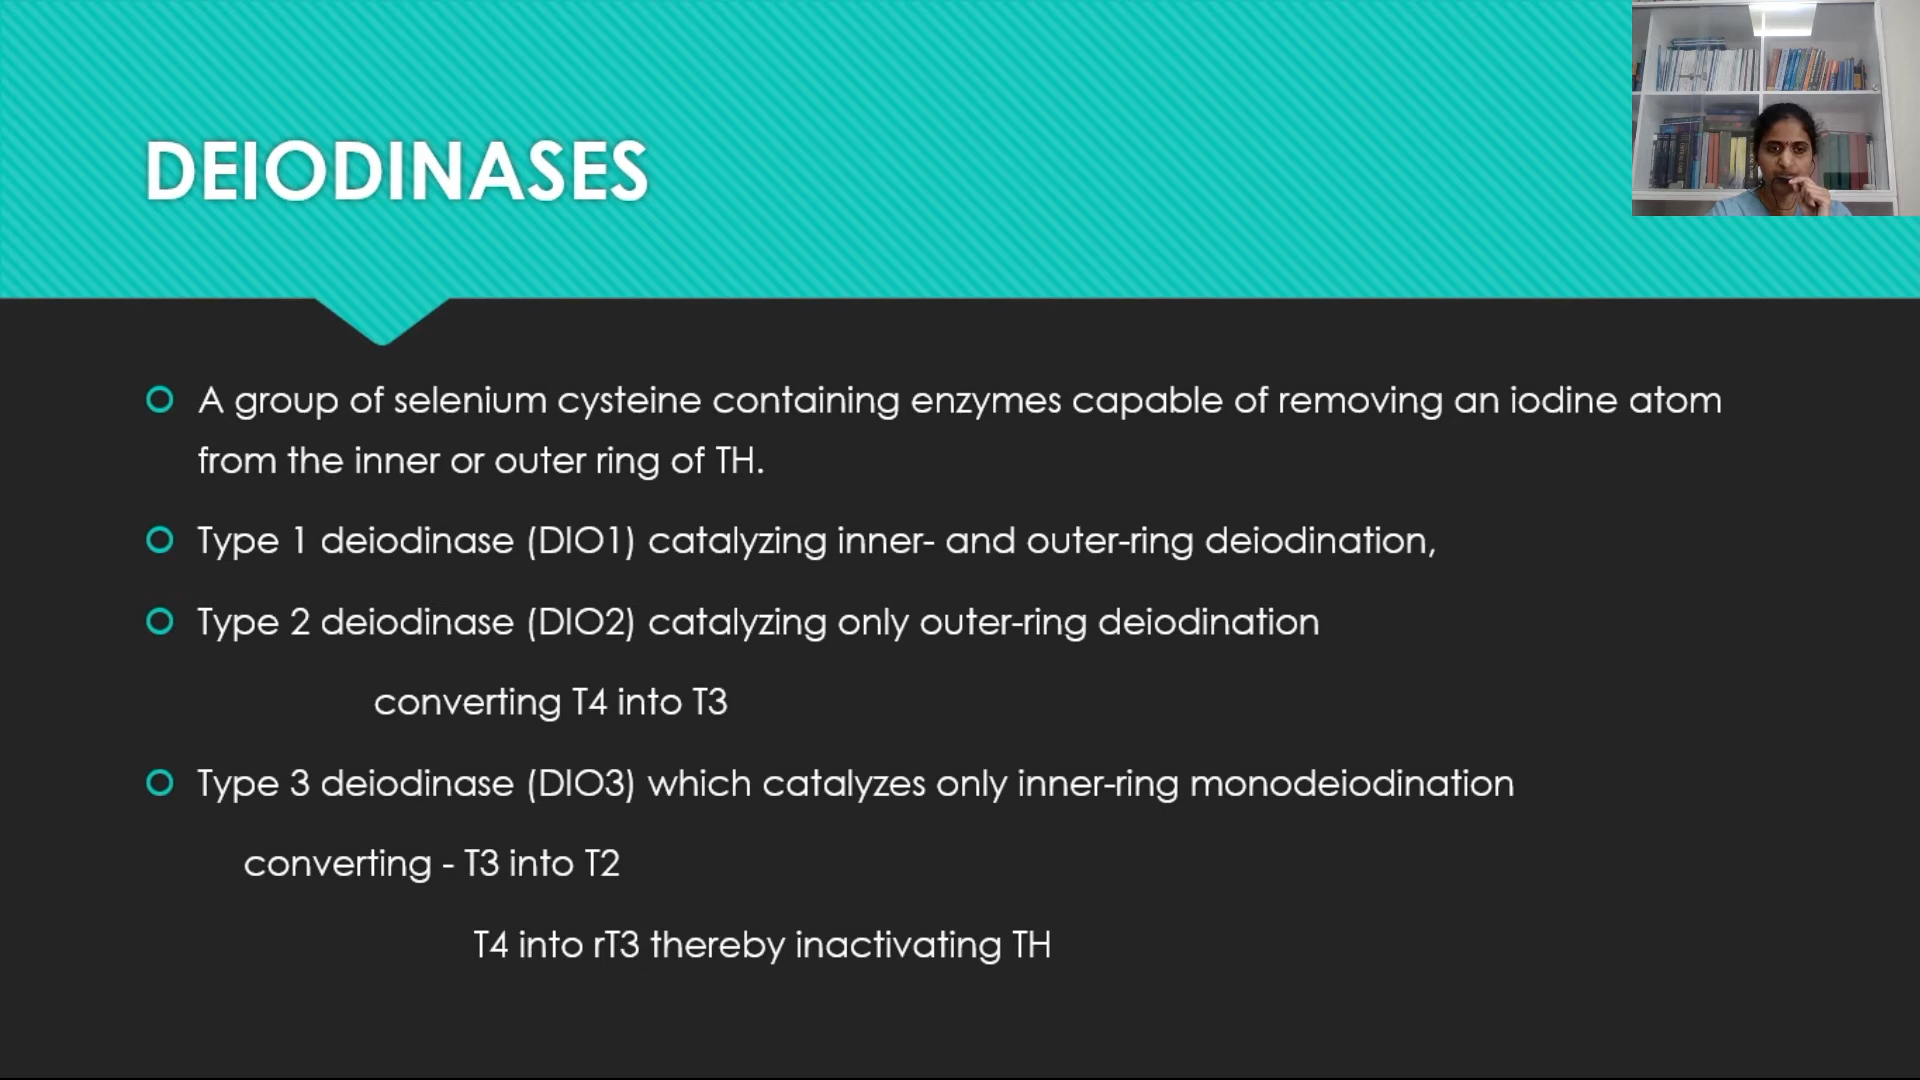 DEIODINASES
A group of selenium cysteine containing enzymes capable of removing an iodine atom
from the inner or outer ring of TH.
Type 1 deiodinase (DIO1) catalyzing inner- and outer-ring deiodination,
Type 2 deiodinase (DIO2) catalyzing only outer-ring deiodination
converting T4 into T3
Type 3 deiodinase (DIO3) which catalyzes only inner-ring monodeiodination
converting - T3 into T2
T4 into rT3 thereby inactivating TH